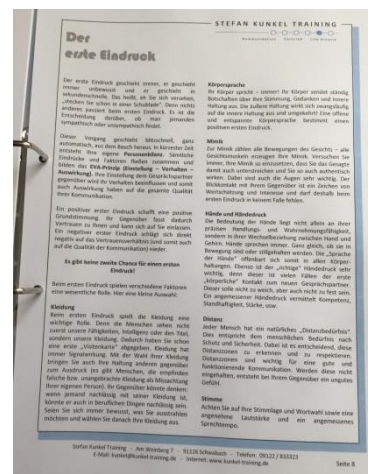 STEFAN KUNKEL TRAINING
Kommunikation Vertrieb Life Balance
Der
erste Eindruck
Der erste Eindruck geschieht immer, er geschieht
immer unbewusst und er geschieht in
sekundenschnelle. Das heißt, eh Sie sich versehen,
„stecken Sie schon in einer Schublade". Denn nichts
anderes passiert beim ersten Eindruck. Es ist die
Entscheidung darüber, ob man jemanden
sympathisch oder unsympathisch findet.
Dieser Vorgang geschieht blitzschnell, ganz
automatisch, aus dem Bauch heraus. In kürzester Zeit
entsteht Ihre eigene Personenbilanz. Sämtliche
Eindrücke und Faktoren fließen zusammen und
bilden das EVA-Prinzip (Einstellung – Verhalten –
Auswirkung). Ihre Einstellung dem Gesprächspartner
gegenüber wird Ihr Verhalten beeinflussen und somit
auch Auswirkung haben auf die gesamte Qualität
Ihrer Kommunikation.
Ein positiver erster Eindruck schafft eine positive
Grundstimmung. Ihr Gegenüber fasst dadurch
Vertrauen zu Ihnen und kann sich auf Sie einlassen.
Ein negativer erster Eindruck schlägt sich direkt
negativ auf das Vertrauensverhältnis (und somit auch
auf die Qualität der Kommunikation) nieder.
Es gibt keine zweite Chance für einen ersten
Eindruck!
Beim ersten Eindruck spielen verschiedene Faktoren
eine wesentliche Rolle. Hier eine kleine Auswahl:
Kleidung
Beim ersten Eindruck spielt die Kleidung eine
wichtige Rolle. Denn die Menschen sehen nicht
zuerst unsere Fähigkeiten, Intelligenz oder den Titel,
sondern unsere Kleidung. Dadurch haben Sie schon
eine erste „Visitenkarte" abgegeben. Kleidung hat
immer Signalwirkung. Mit der Wahl Ihrer Kleidung
bringen Sie auch Ihre Haltung anderen gegenüber
zum Ausdruck (es gibt Menschen, die empfinden
falsche bzw. unangebrachte Kleidung als Missachtung
ihrer eigenen Person). Ihr Gegenüber könnte denken:
wenn jemand nachlässig mit seiner Kleidung ist,
könnte er auch in beruflichen Dingen nachlässig sein.
Seien Sie sich immer bewusst, was Sie ausstrahlen
möchten und wählen Sie danach Ihre Kleidung aus.
Körpersprache
Ihr Körper spricht – immer! Ihr Körper sendet ständig
Botschaften über Ihre Stimmung, Gedanken und innere
Haltung aus. Die äußere Haltung wirkt sich zwangsläufig
auf die innere Haltung aus und umgekehrt! Eine offene
und entspannte Körpersprache bestimmt einen
positiven ersten Eindruck.
Mimik
Zur Mimik zählen alle Bewegungen des Gesichts – alle
Gesichtsmuskeln erzeugen Ihre Mimik. Versuchen Sie
immer, Ihre Mimik so einzusetzen, dass Sie das Gesagte
damit auch unterstreichen und Sie so auch authentisch
wirken. Dabei sind auch die Augen sehr wichtig. Der
Blickkontakt mit Ihrem Gegenüber ist ein Zeichen von
Wertschätzung und Interesse und darf deshalb beim
ersten Eindruck in keinem Falle fehlen.
Hände und Händedruck
Die Bedeutung der Hände liegt nicht allein an ihrer
präzisen Handlungs- und Wahrnehmungsfähigkeit,
sondern in ihrer Wechselbeziehung zwischen Hand und
Gehirn. Hände sprechen immer. Ganz gleich, ob sie in
Bewegung sind oder stillgehalten werden. Die „Sprache
der Hände" offenbart sich sonst in allen Körper-
haltungen. Ebenso ist der „richtige" Händedruck sehr
wichtig, denn dieser ist vielen Fällen der erste
„körperliche" Kontakt zum neuen Gesprächspartner.
Dieser solle nicht zu weich, aber auch nicht zu fest sein.
Ein angemessener Händedruck vermittelt Kompetenz,
Standhaftigkeit, Stärke, usw.
Distanz
Jeder Mensch hat ein natürliches „Distanzbedürfnis".
Dies entspricht dem menschlichen Bedürfnis nach
Schutz und Sicherheit. Dabei ist es entscheidend, diese
Distanzzonen zu erkennen und zu respektieren.
Distanzzonen sind wichtig für eine gute und
funktionierende Kommunikation. Werden diese nicht
eingehalten, entsteht bei Ihrem Gegenüber ein ungutes
Gefühl.
Stimme
Achten Sie auf Ihre Stimmlage und Wortwahl sowie eine
angenehme Lautstärke und ein angemessenes
Sprechtempo.
Stefan Kunkel Training - Am Wesbang 7 - 91126 Schwabach - Telefon: 09122 / 833323
E-Mail: kunkel@kunkel-training.de - Internet: www.kunkel-training.de
Seite 8